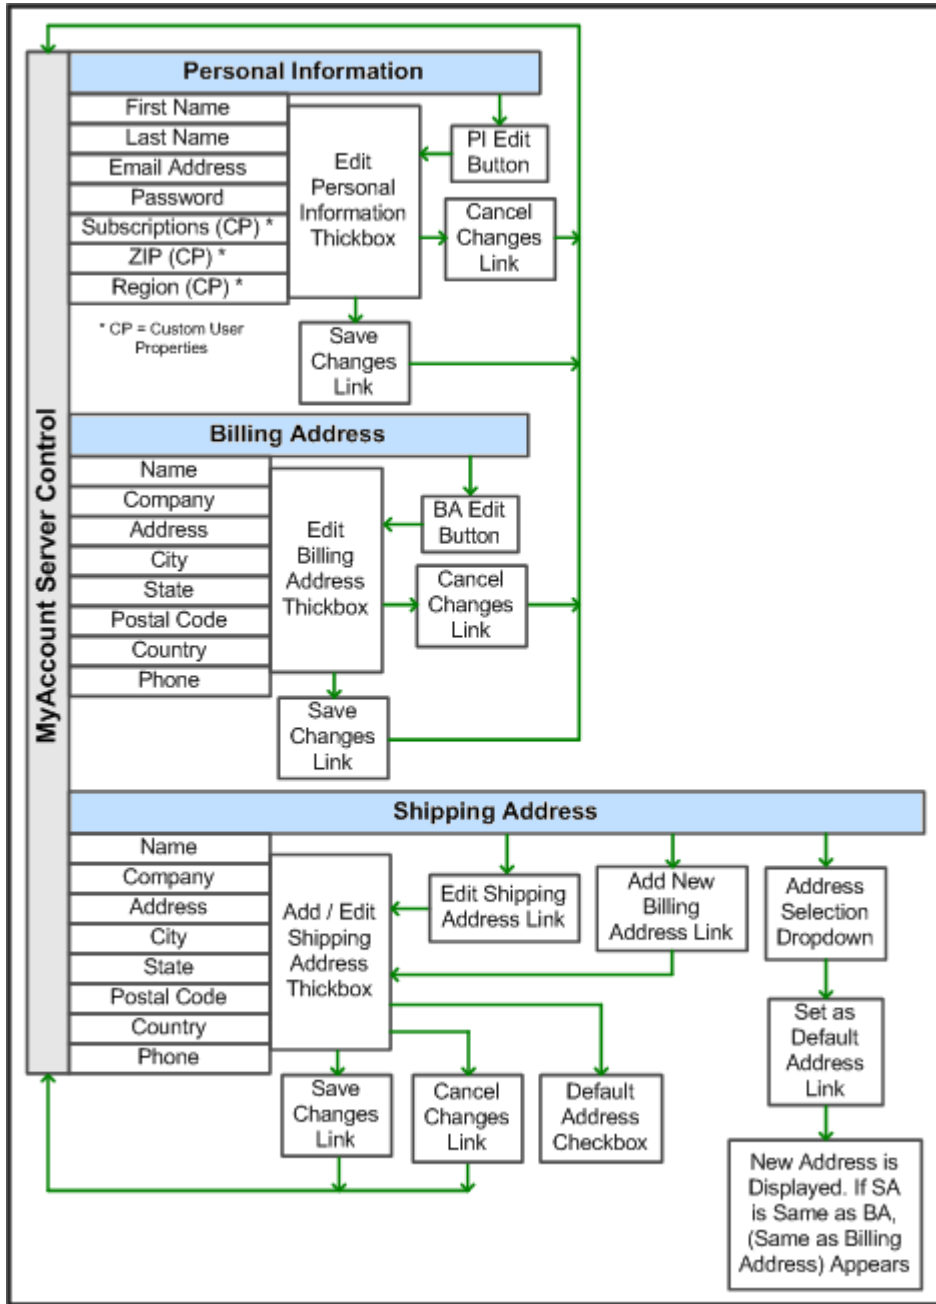 MyAccount Server Control
Personal Information
First Name
Last Name
Email Address
Password
Subscriptions (CP) *
ZIP (CP) *
Region (CP) *
* CP = Custom User
Properties
Edit
Personal
Information
Thickbox
PI Edit
Button
Cancel
Changes
Link
Save
Changes
Link
Billing Address
Name
Company
Address
City
State
Postal Code
Country
Phone
Edit
Billing
Address
Thickbox
BA Edit
Button
Cancel
Changes
Link
Save
Changes
Link
Shipping Address
Name
Company
Address
City
State
Postal Code
Country
Phone
Add / Edit
Shipping
Address
Thickbox
Edit Shipping
Address Link
Add New
Billing
Address Link
Address
Selection
Dropdown
Set as
Default
Address
Link
Save
Changes
Link
Cancel
Changes
Link
Default
Address
Checkbox
New Address is
Displayed. If SA
is Same as BA,
(Same as Billing
Address) Appears